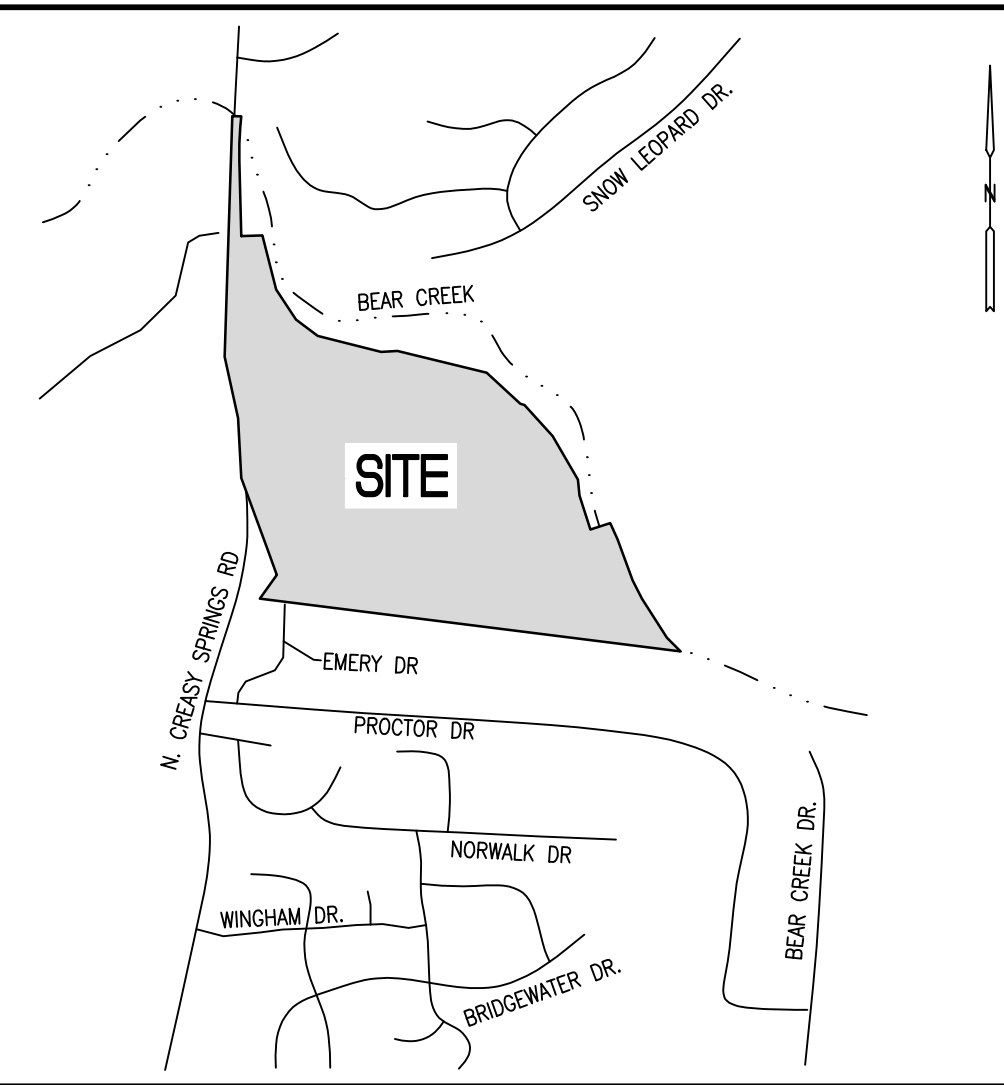 SNOW LEOPARD DR.
N
BEAR CREEK
SITE
N. CREASY SPRINGS RD
EMERY DR
PROCTOR DR
NORWALK DR
BEAR CREEK DR.
WINGHAM DR.
BRIDGEWATER DR.